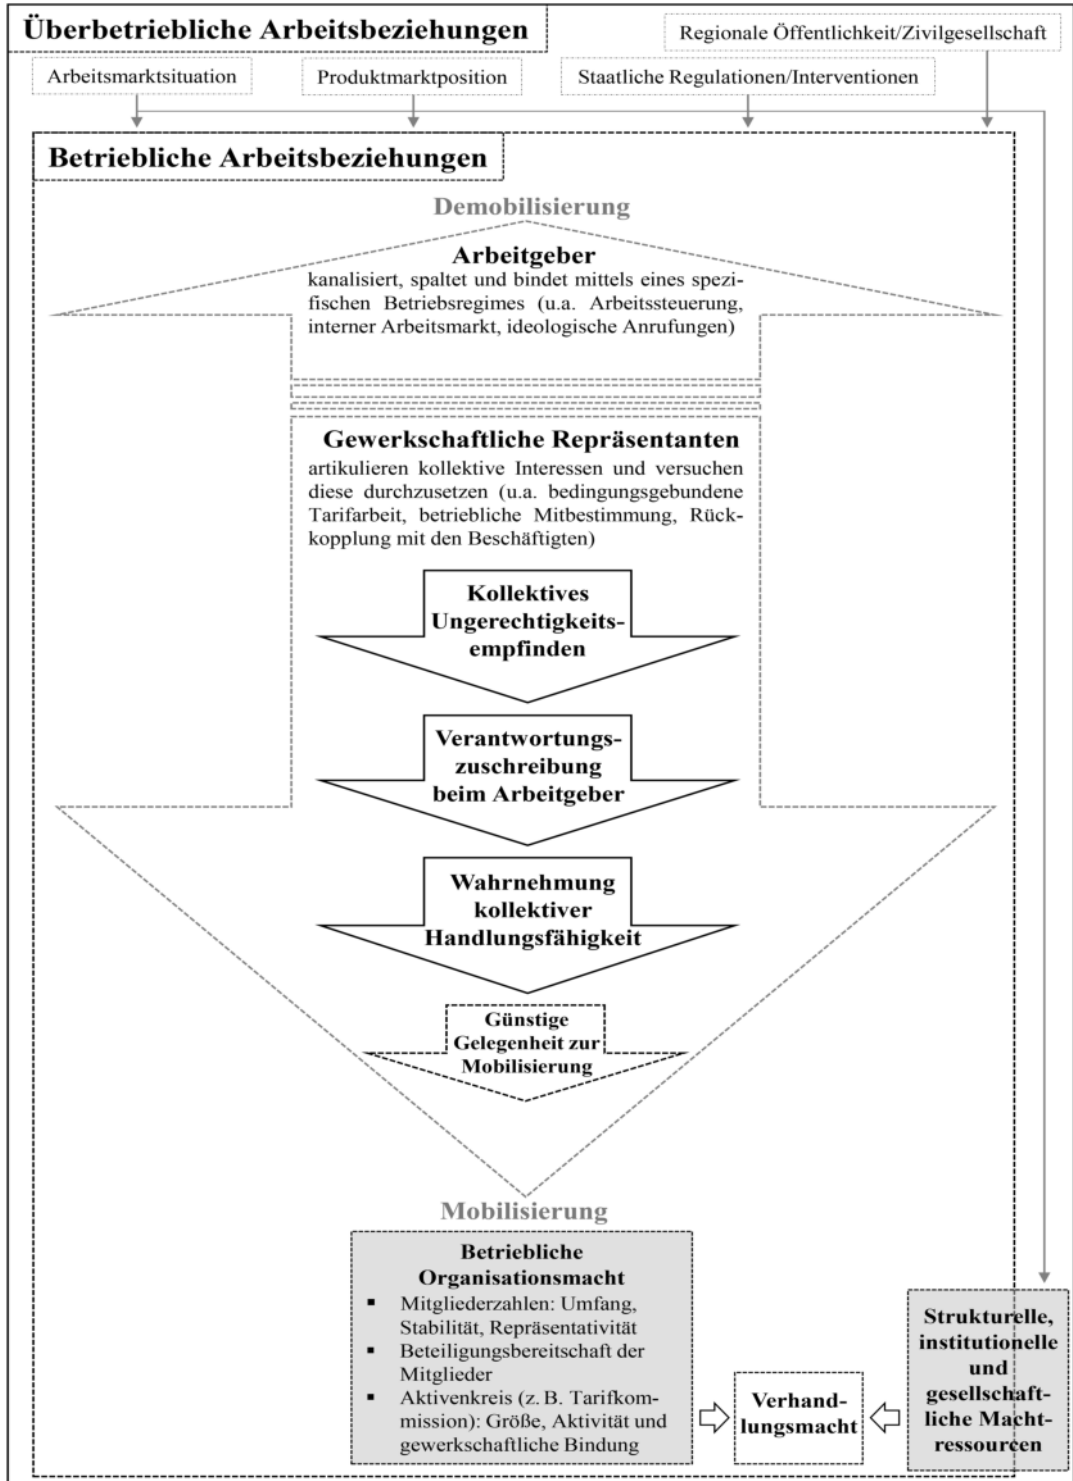 Überbetriebliche Arbeitsbeziehungen
Regionale Öffentlichkeit/Zivilgesellschaft
Arbeitsmarktsituation
Produktmarktposition
Staatliche Regulationen/Interventionen
Betriebliche Arbeitsbeziehungen
Demobilisierung
Arbeitgeber
kanalisiert, spaltet und bindet mittels eines spezi-
fischen Betriebsregimes (u.a. Arbeitssteuerung,
interner Arbeitsmarkt, ideologische Anrufungen)
Gewerkschaftliche Repräsentanten
artikulieren kollektive Interessen und versuchen
diese durchzusetzen (u.a. bedingungsgebundene
Tarifarbeit, betriebliche Mitbestimmung, Rück-
kopplung mit den Beschäftigten)
Kollektives
Ungerechtigkeits-
empfinden
Verantwortungs-
zuschreibung
beim Arbeitgeber
Wahrnehmung
kollektiver
Handlungsfähigkeit
Günstige
Gelegenheit zur
Mobilisierung
Mobilisierung
Betriebliche
Organisationsmacht
▪ Mitgliederzahlen: Umfang,
Stabilität, Repräsentativität
▪ Beteiligungsbereitschaft der
Mitglieder
▪ Aktivenkreis (z. B. Tarifkom-
mission): Größe, Aktivität und
gewerkschaftliche Bindung
Verhand-
lungsmacht
Strukturelle,
institutionelle
und
gesellschaft-
liche Macht-
ressourcen